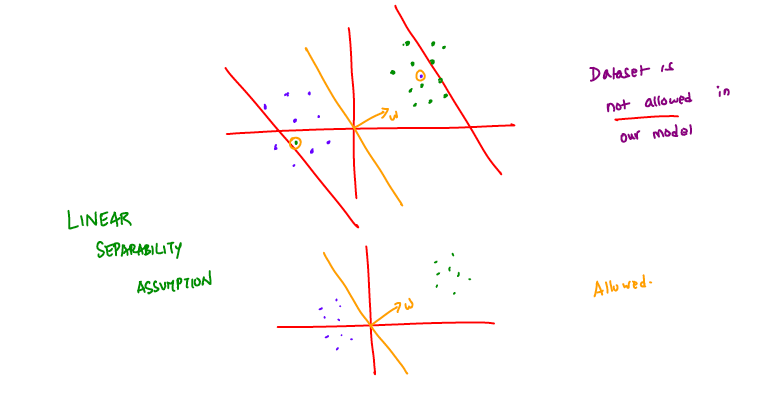 Dataset is
not allowed in
our model
w
LINEAR
SEPARABILITY
ASSUMPTION
w
Allowed.